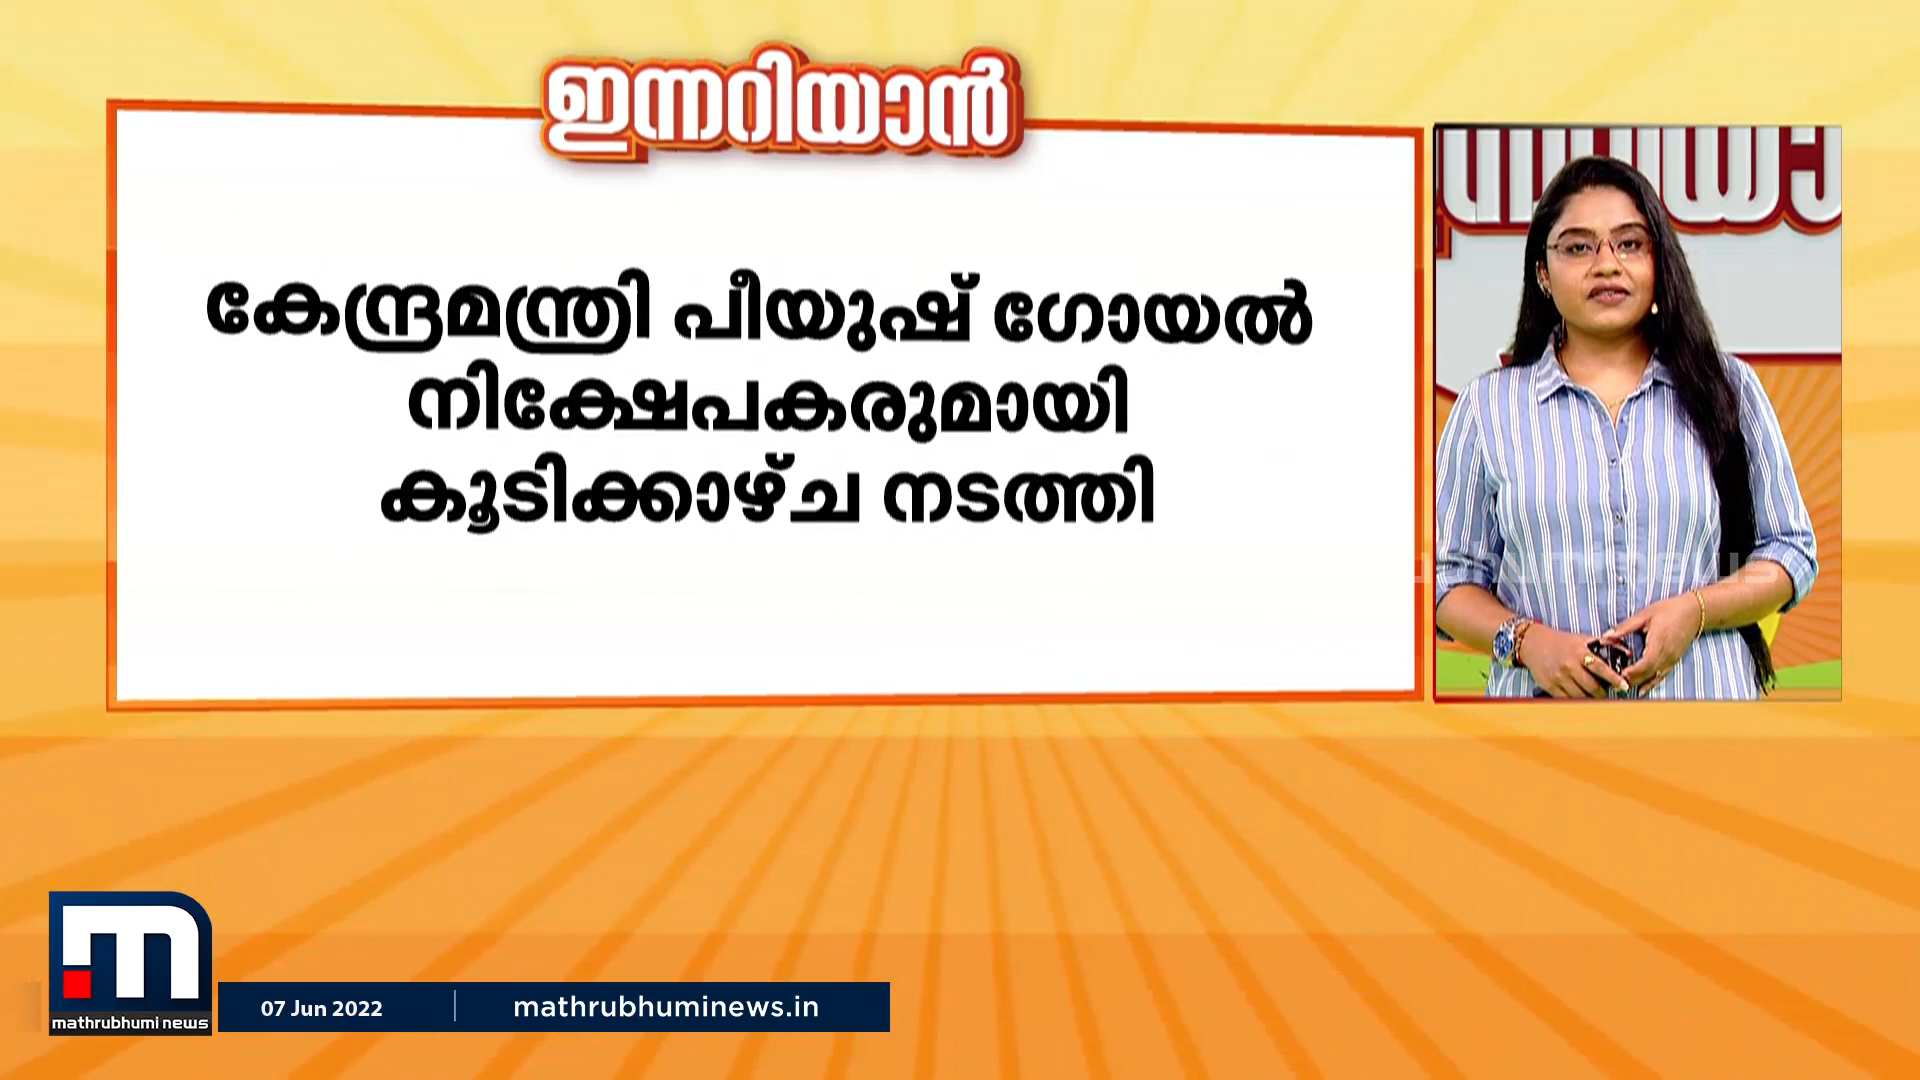 ഇന്നറിയാൻ
കേന്ദ്രമന്ത്രി പീയുഷ് ഗോയൽ
നിക്ഷേപകരുമായി
കൂടിക്കാഴ്ച നടത്തി
mathrubhumi news
07 Jun 2022
mathrubhuminews.in